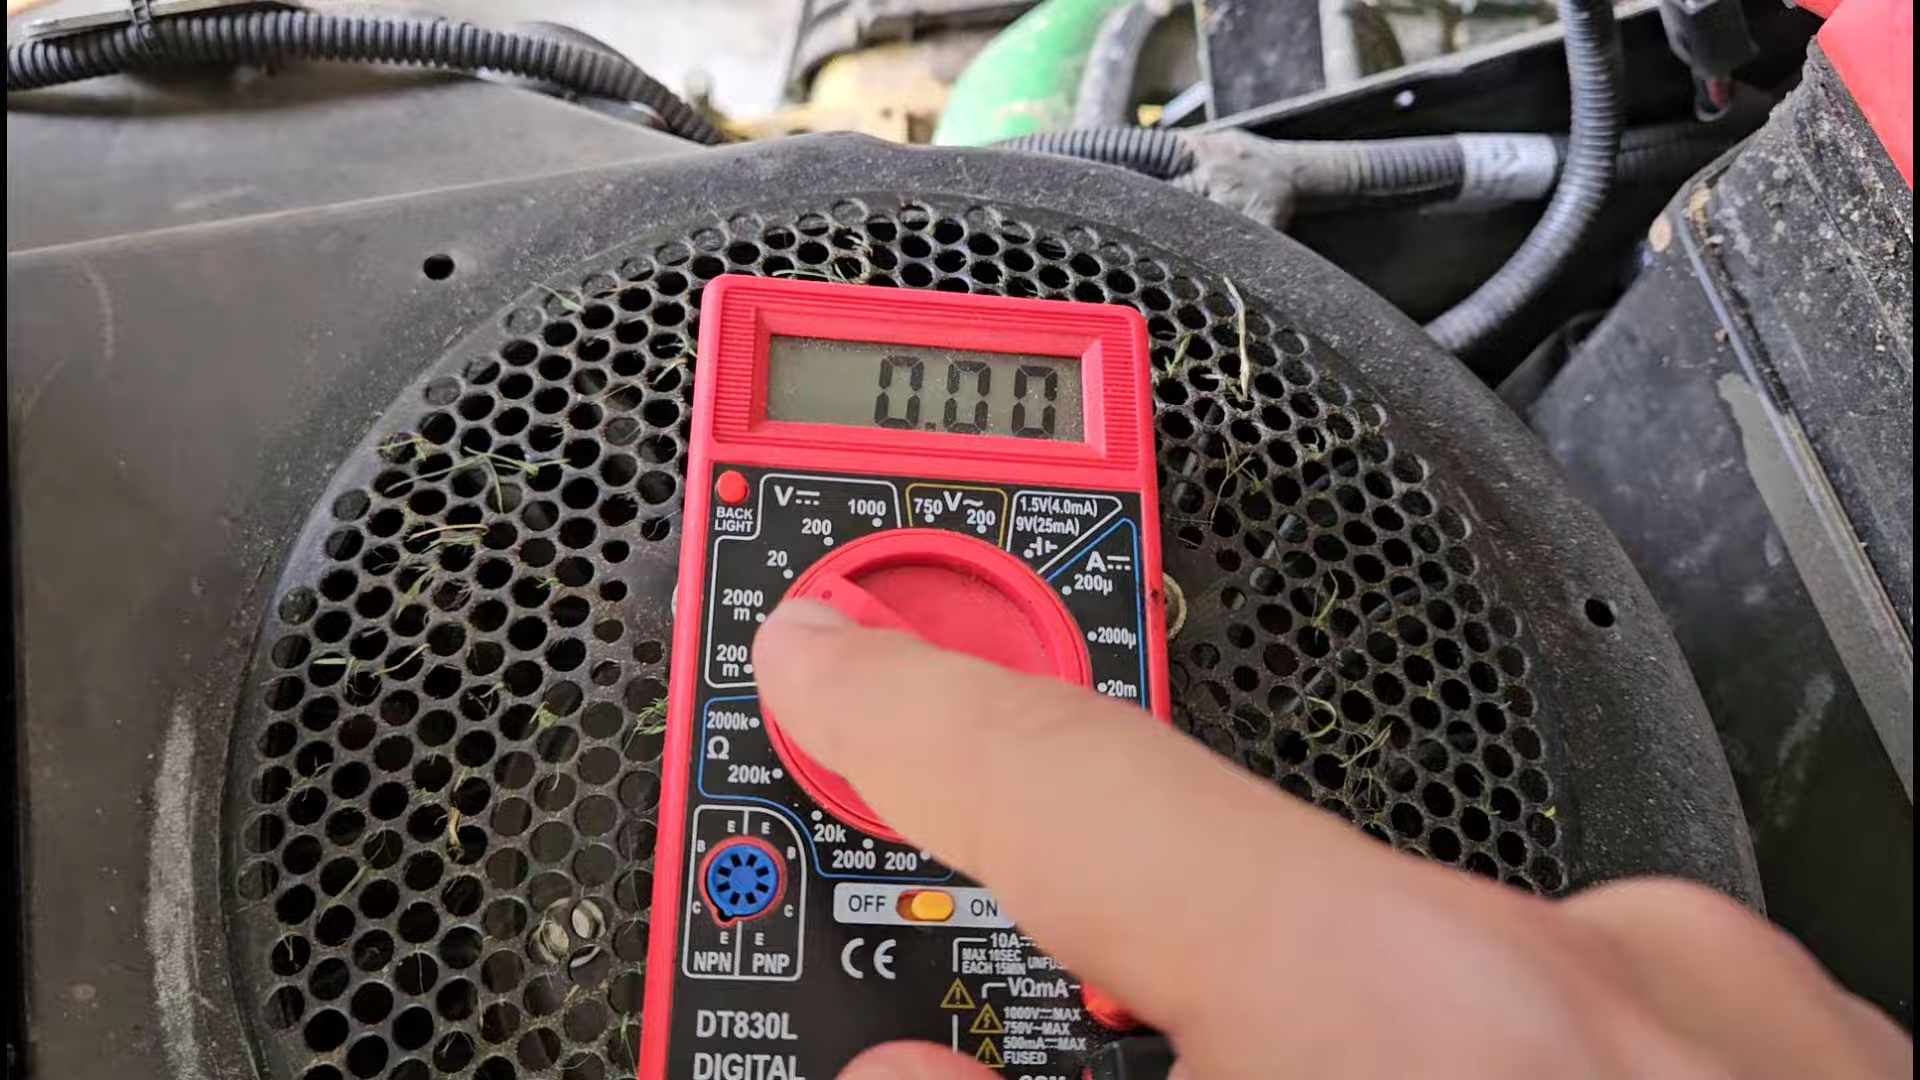 0.00
BACK
LIGHT
V
1000
200
20
2000
m
200
m
750 V~ 200
1.5V(4.0mA)
9V(25mA)
A
200µ
2000µ
20m
2000k
Ω
200k
20k
2000 200
OFF ON
E E
B B
C C
E E
NPN PNP
CE
10A
MAX 10SEC
EACH 15MIN
VΩmA
1000V⎓MAX
750V~MAX
500mA⎓MAX
FUSED
DT830L
DIGITAL